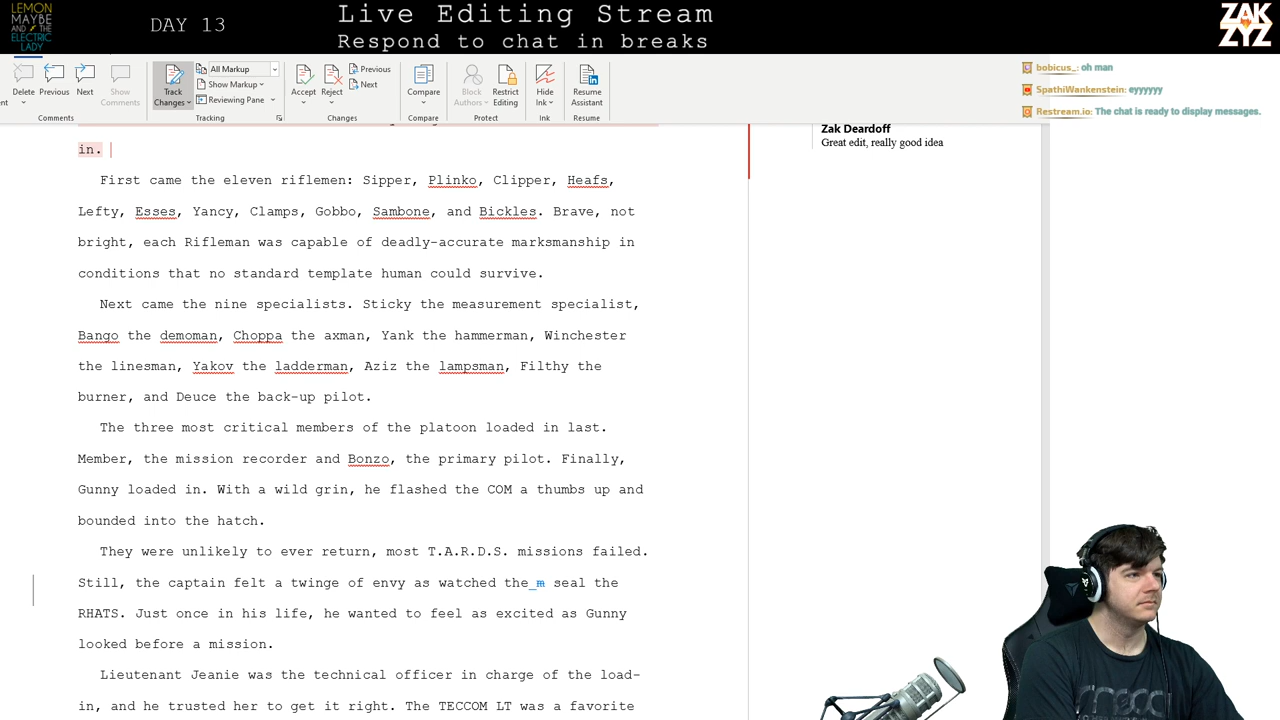 LEMON
MAYBE
AND THE
ELECTRIC
LADY
DAY 13
Live Editing Stream
Respond to chat in breaks
ZAK
ZYZ
Delete
Previous
Next
Show
Comments
Comments
Track
Changes
All Markup
Show Markup
Reviewing Pane
Tracking
Accept
Reject
Previous
Next
Changes
Compare
Compare
Block
Authors
Restrict
Editing
Protect
Hide
Ink
Ink
Resume
Assistant
Resume
bobicus_: oh man
SpathiWankenstein: eyyyyyy
Restream.io: The chat is ready to display messages.
Zak Deardoff
Great edit, really good idea
in.
First came the eleven riflemen: Sipper, Plinko, Clipper, Heafs,
Lefty, Esses, Yancy, Clamps, Gobbo, Sambone, and Bickles. Brave, not
bright, each Rifleman was capable of deadly-accurate marksmanship in
conditions that no standard template human could survive.
Next came the nine specialists. Sticky the measurement specialist,
Bango the demoman, Choppa the axman, Yank the hammerman, Winchester
the linesman, Yakov the ladderman, Aziz the lampsman, Filthy the
burner, and Deuce the back-up pilot.
The three most critical members of the platoon loaded in last.
Member, the mission recorder and Bonzo, the primary pilot. Finally,
Gunny loaded in. With a wild grin, he flashed the COM a thumbs up and
bounded into the hatch.
They were unlikely to ever return, most T.A.R.D.S. missions failed.
Still, the captain felt a twinge of envy as watched the m seal the
RHATS. Just once in his life, he wanted to feel as excited as Gunny
looked before a mission.
Lieutenant Jeanie was the technical officer in charge of the load-
in, and he trusted her to get it right. The TECCOM LT was a favorite